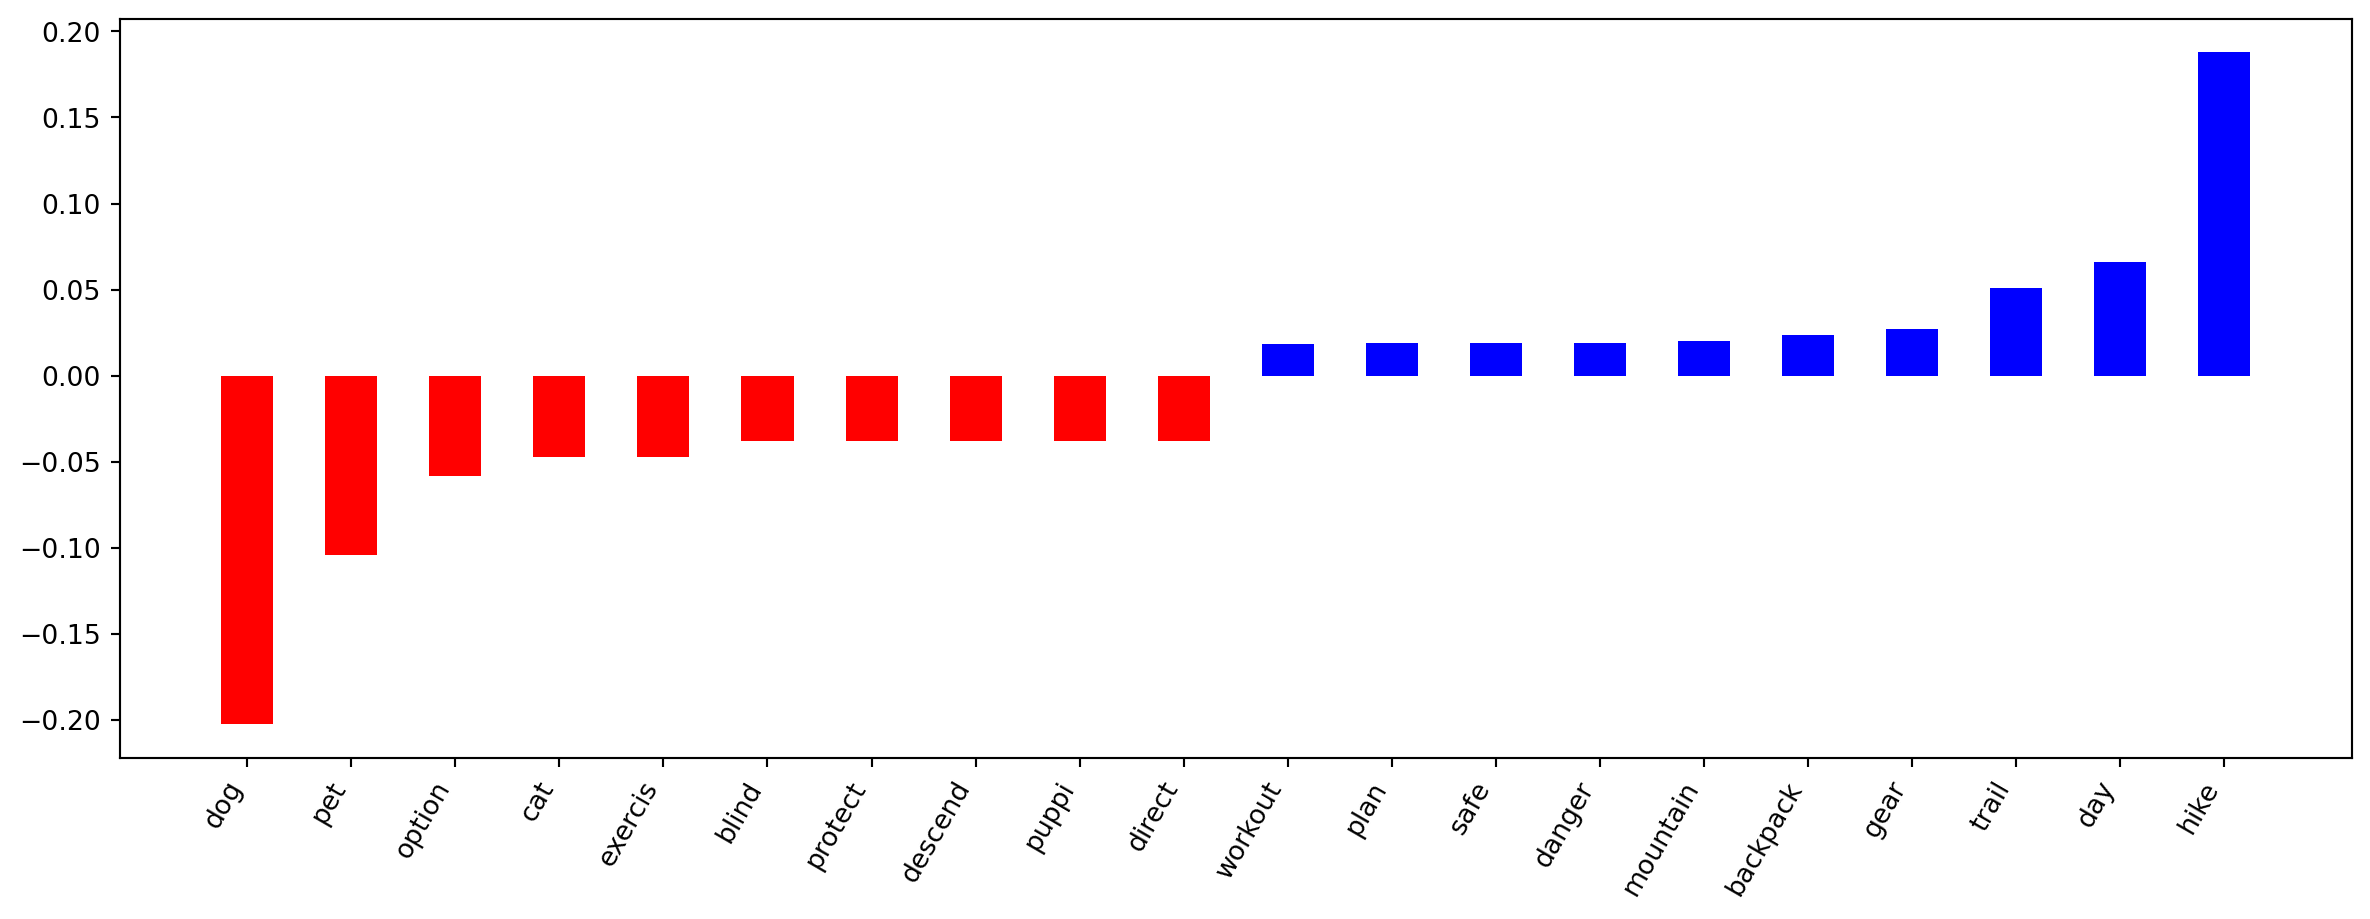 0.20
0.15
0.10
0.05
0.00
−0.05
−0.10
−0.15
−0.20
dog
pet
option
cat
exercis
blind
protect
descend
puppi
direct
workout
plan
safe
danger
mountain
backpack
gear
trail
day
hike